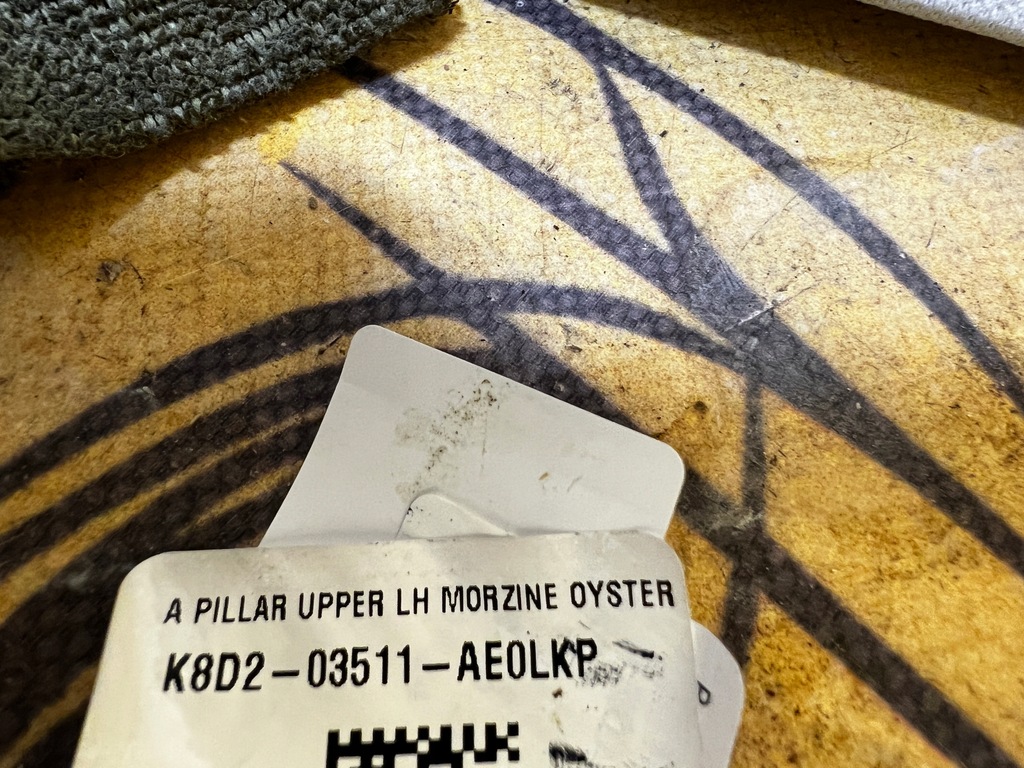 A PILLAR UPPER LH MORZINE OYSTER
K8D2-03511-AE0LKP
P